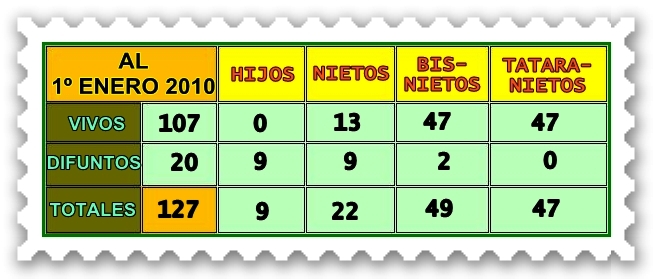 AL
1º ENERO 2010 HIJOS NIETOS BIS-NIETOS TATARA-NIETOS
VIVOS 107 0 13 47 47
DIFUNTOS 20 9 9 2 0
TOTALES 127 9 22 49 47